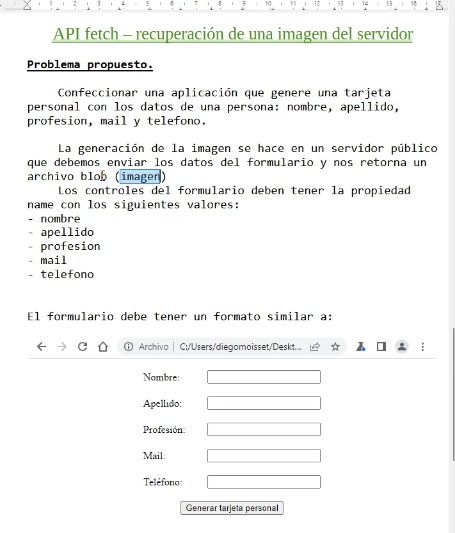 API fetch – recuperación de una imagen del servidor
Problema propuesto.
Confeccionar una aplicación que genere una tarjeta
personal con los datos de una persona: nombre, apellido,
profesion, mail y telefono.
La generación de la imagen se hace en un servidor público
que debemos enviar los datos del formulario y nos retorna un
archivo blob (imagen)
Los controles del formulario deben tener la propiedad
name con los siguientes valores:
- nombre
- apellido
- profesion
- mail
- telefono
El formulario debe tener un formato similar a:
Archivo | C:/Users/diegomoisset/Deskt...
Nombre:
Apellido:
Profesión:
Mail:
Teléfono:
Generar tarjeta personal